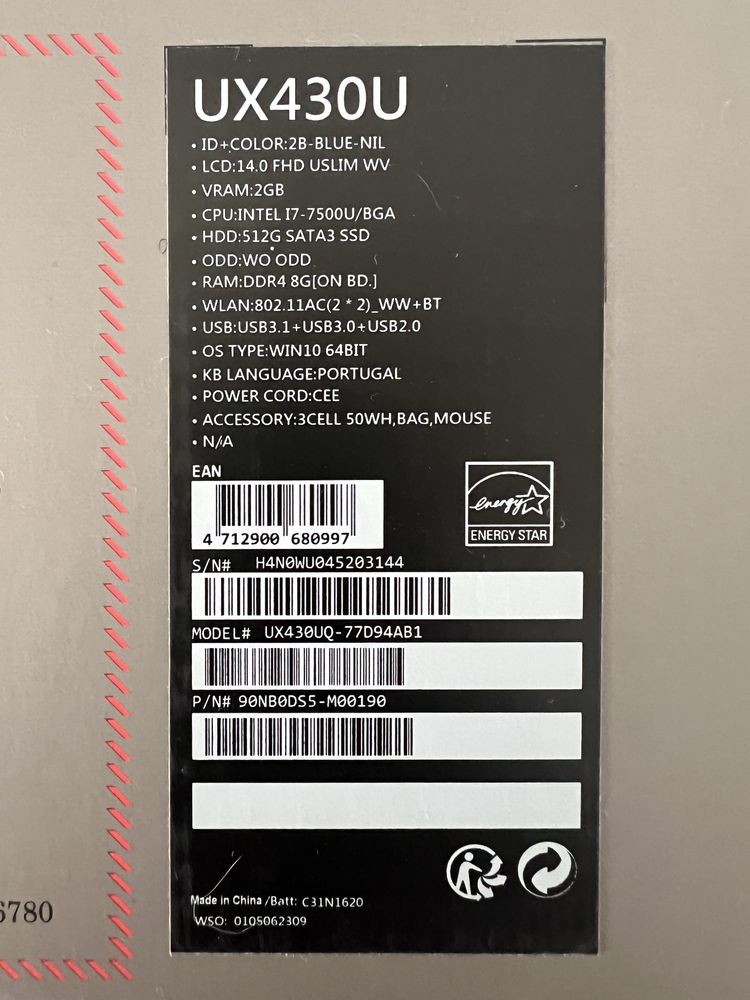 UX430U
• ID+COLOR:2B-BLUE-NIL
• LCD:14.0 FHD USLIM WV
• VRAM:2GB
• CPU:INTEL I7-7500U/BGA
• HDD:512G SATA3 SSD
• ODD:WO ODD
• RAM:DDR4 8G[ON BD.]
• WLAN:802.11AC(2 * 2)_WW+BT
• USB:USB3.1+USB3.0+USB2.0
• OS TYPE:WIN10 64BIT
• KB LANGUAGE:PORTUGAL
• POWER CORD:CEE
• ACCESSORY:3CELL 50WH,BAG,MOUSE
• N/A
EAN
4 712900 680997
energy
ENERGY STAR
S/N# H4N0WU045203144
MODEL# UX430UQ-77D94AB1
P/N# 90NB0DS5-M00190
Made in China /Batt: C31N1620
WSO: 0105062309
6780